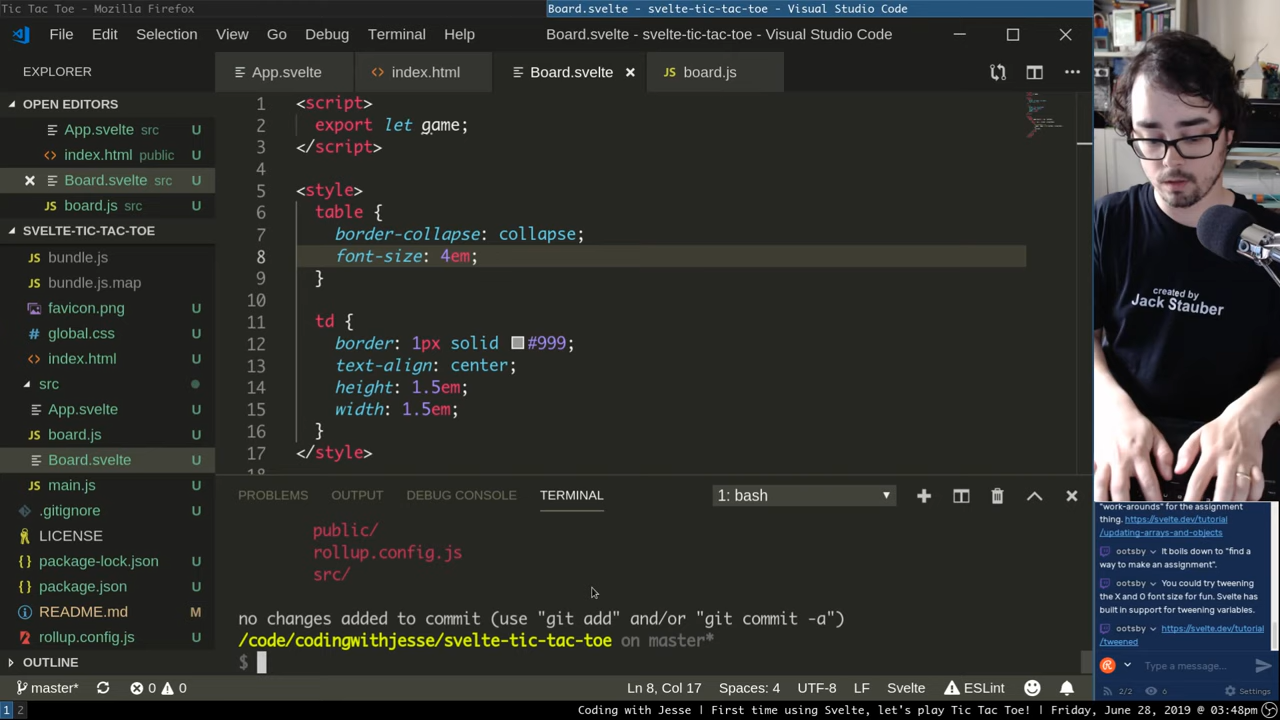 Tic Tac Toe - Mozilla Firefox
Board.svelte - svelte-tic-tac-toe - Visual Studio Code
File Edit Selection View Go Debug Terminal Help
Board.svelte - svelte-tic-tac-toe - Visual Studio Code
EXPLORER
App.svelte
index.html
Board.svelte
JS board.js
OPEN EDITORS
App.svelte src U
index.html public U
Board.svelte src U
JS board.js src U
SVELTE-TIC-TAC-TOE
JS bundle.js
bundle.js.map
favicon.png U
# global.css U
index.html U
src
App.svelte U
JS board.js U
Board.svelte U
JS main.js U
.gitignore U
LICENSE U
package-lock.json U
package.json U
README.md M
rollup.config.js U
OUTLINE
1 <script>
2 export let game;
3 </script>
4
5 <style>
6 table {
7 border-collapse: collapse;
8 font-size: 4em;
9 }
10
11 td {
12 border: 1px solid #999;
13 text-align: center;
14 height: 1.5em;
15 width: 1.5em;
16 }
17 </style>
PROBLEMS OUTPUT DEBUG CONSOLE TERMINAL
1: bash
public/
rollup.config.js
src/
no changes added to commit (use "git add" and/or "git commit -a")
/code/codingwithjesse/svelte-tic-tac-toe on master*
$
master* 0 0
Ln 8, Col 17 Spaces: 4 UTF-8 LF Svelte ESLint
created by
Jack Stauber
"work-arounds" for the assignment
thing. https://svelte.dev/tutorial
/updating-arrays-and-objects
ootsby It boils down to "find a
way to make an assignment".
ootsby You could try tweening
the X and O font size for fun. Svelte has
built in support for tweening variables.
ootsby https://svelte.dev/tutorial
/tweened
Type a message...
2/2 6 Settings
1 2
Coding with Jesse | First time using Svelte, let's play Tic Tac Toe! | Friday, June 28, 2019 @ 03:48pm